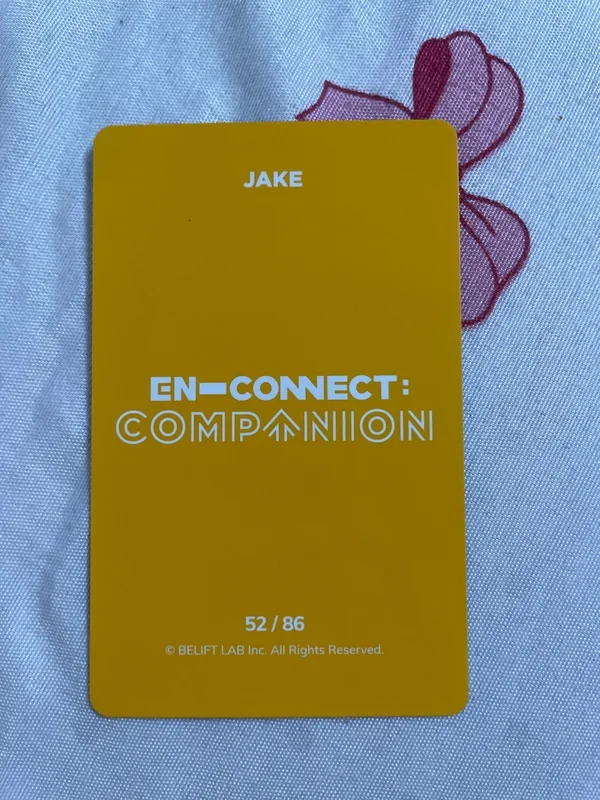 JAKE
EN-CONNECT:
COMPANION
52 / 86
© BELIFT LAB Inc. All Rights Reserved.